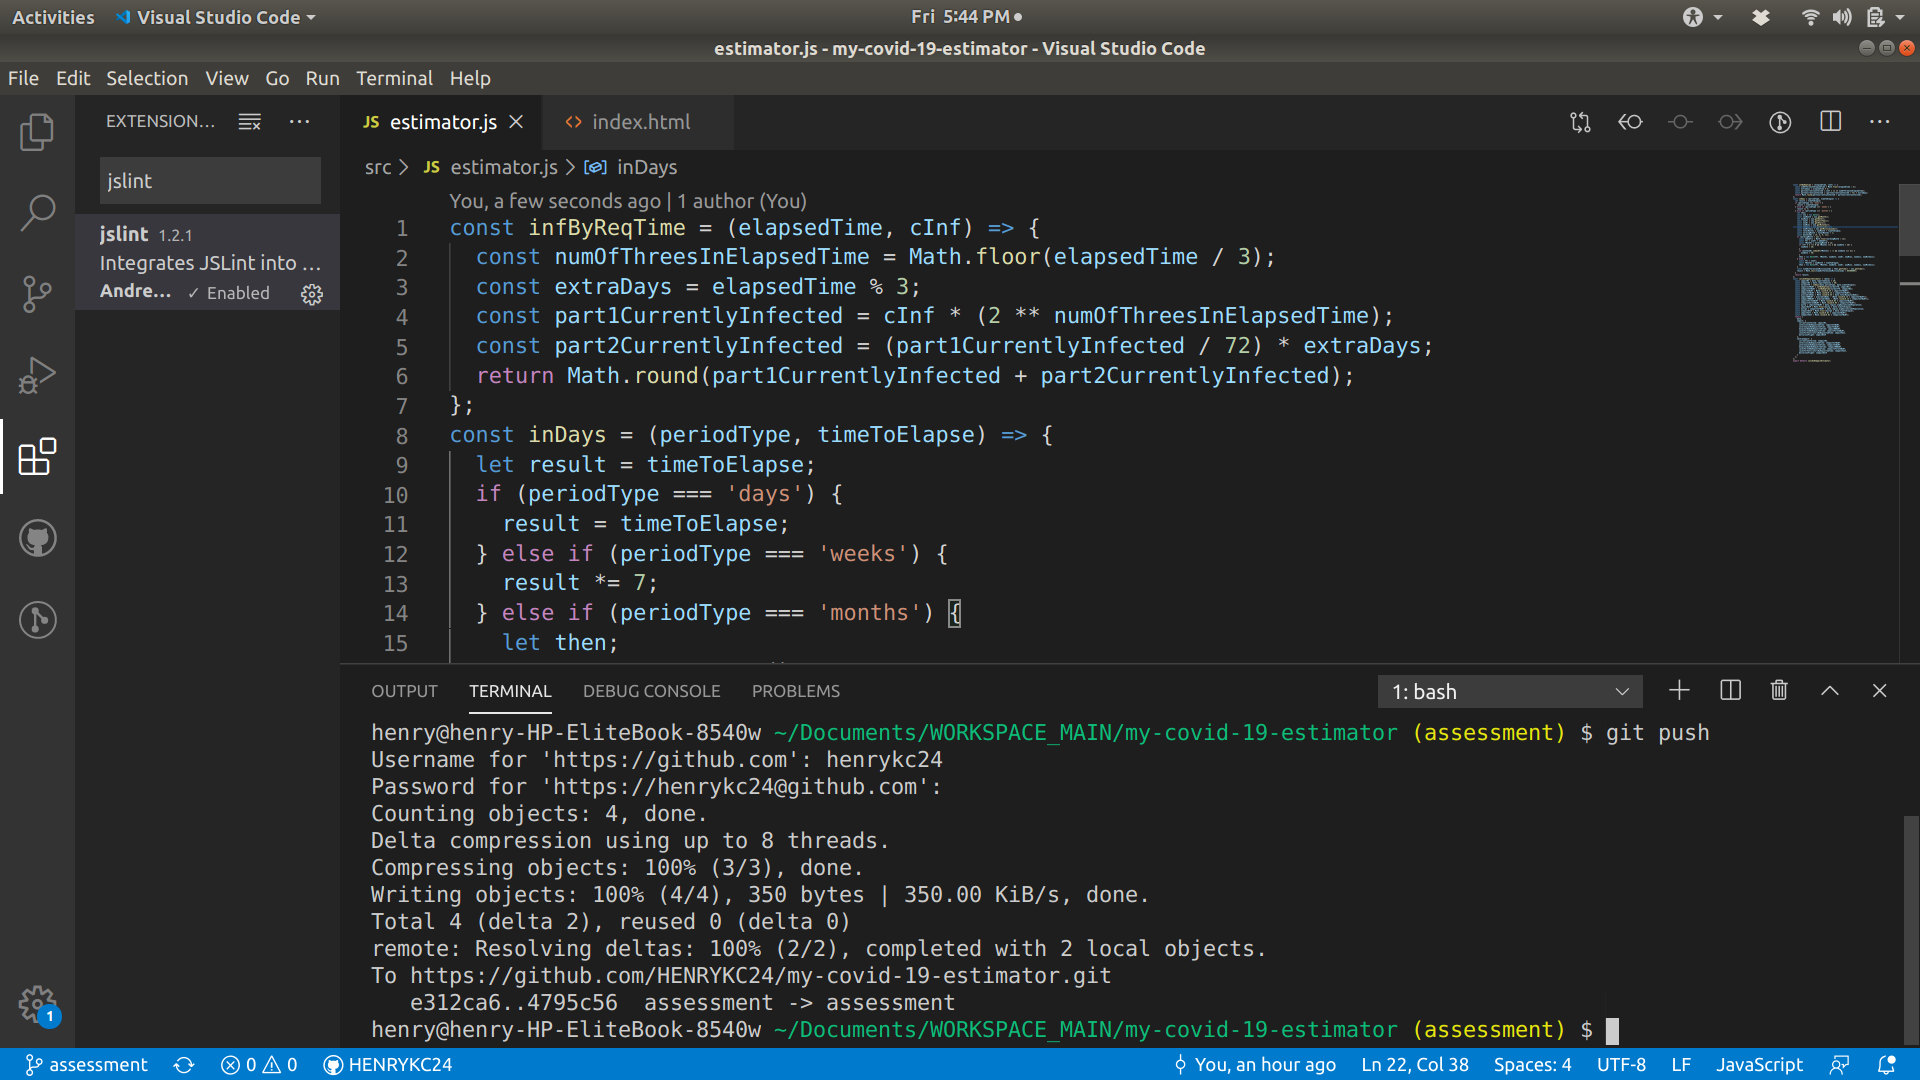 Activities Visual Studio Code Fri 5:44 PM
estimator.js - my-covid-19-estimator - Visual Studio Code
File Edit Selection View Go Run Terminal Help
EXTENSION...
jslint
jslint 1.2.1
Integrates JSLint into ...
Andre... ✓ Enabled
1
JS estimator.js index.html
src > JS estimator.js > inDays
You, a few seconds ago | 1 author (You)
1 const infByReqTime = (elapsedTime, cInf) => {
2 const numOfThreesInElapsedTime = Math.floor(elapsedTime / 3);
3 const extraDays = elapsedTime % 3;
4 const part1CurrentlyInfected = cInf * (2 ** numOfThreesInElapsedTime);
5 const part2CurrentlyInfected = (part1CurrentlyInfected / 72) * extraDays;
6 return Math.round(part1CurrentlyInfected + part2CurrentlyInfected);
7 };
8 const inDays = (periodType, timeToElapse) => {
9 let result = timeToElapse;
10 if (periodType === 'days') {
11 result = timeToElapse;
12 } else if (periodType === 'weeks') {
13 result *= 7;
14 } else if (periodType === 'months') {
15 let then;
OUTPUT TERMINAL DEBUG CONSOLE PROBLEMS 1: bash
henry@henry-HP-EliteBook-8540w ~/Documents/WORKSPACE_MAIN/my-covid-19-estimator (assessment) $ git push
Username for 'https://github.com': henrykc24
Password for 'https://henrykc24@github.com':
Counting objects: 4, done.
Delta compression using up to 8 threads.
Compressing objects: 100% (3/3), done.
Writing objects: 100% (4/4), 350 bytes | 350.00 KiB/s, done.
Total 4 (delta 2), reused 0 (delta 0)
remote: Resolving deltas: 100% (2/2), completed with 2 local objects.
To https://github.com/HENRYKC24/my-covid-19-estimator.git
e312ca6..4795c56 assessment -> assessment
henry@henry-HP-EliteBook-8540w ~/Documents/WORKSPACE_MAIN/my-covid-19-estimator (assessment) $
assessment 0 0 HENRYKC24 You, an hour ago Ln 22, Col 38 Spaces: 4 UTF-8 LF JavaScript